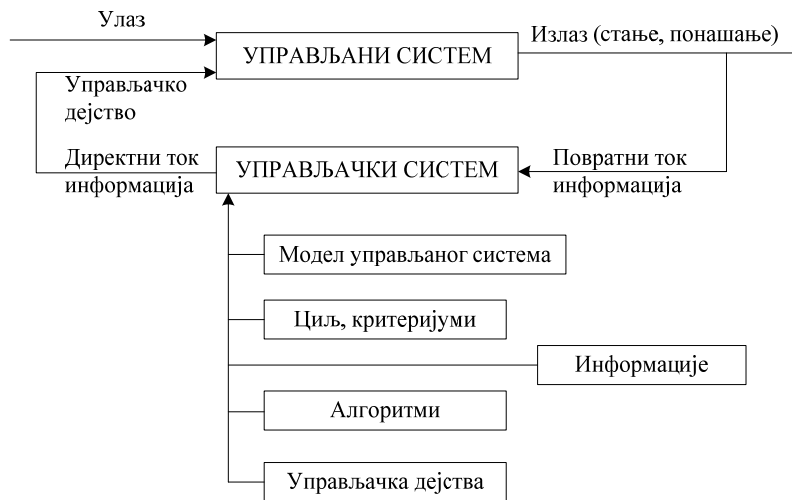 Улаз
УПРАВЉАНИ СИСТЕМ
Излаз (стање, понашање)
Управљачко
дејство
Директни ток
информација
УПРАВЉАЧКИ СИСТЕМ
Повратни ток
информација
Модел управљаног система
Циљ, критеријуми
Информације
Алгоритми
Управљачка дејства